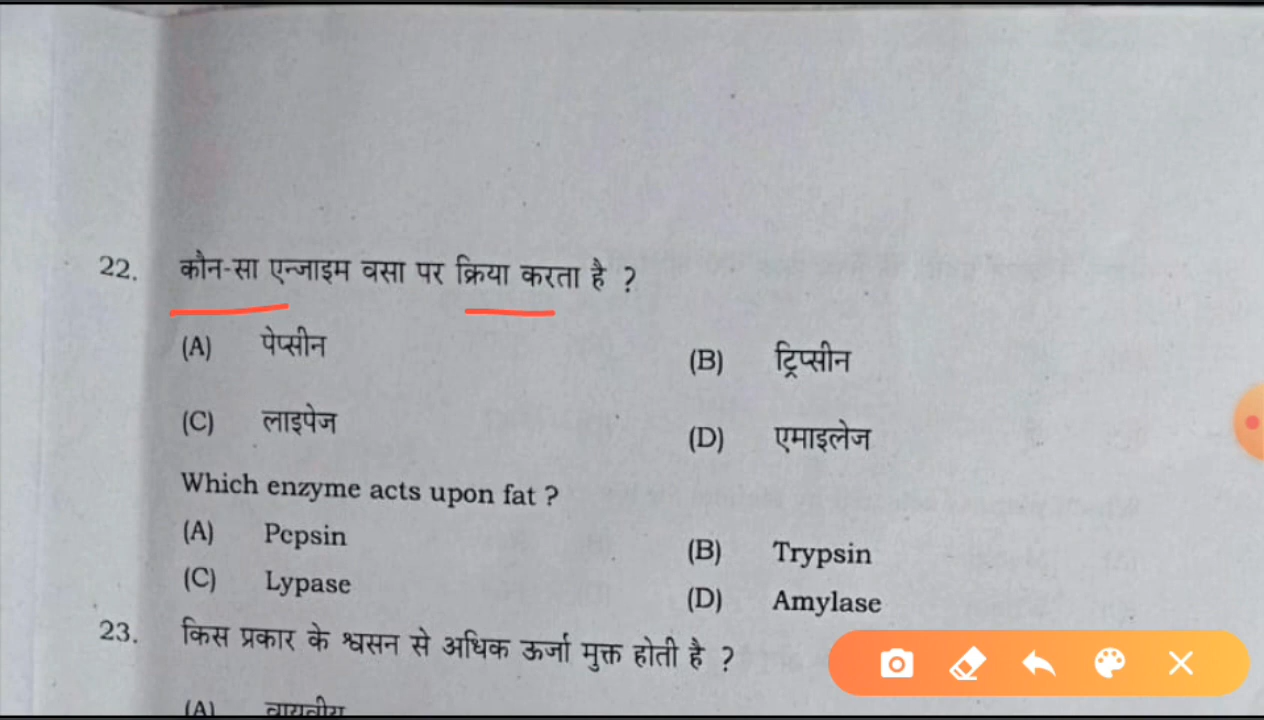 22. कौन-सा एन्जाइम वसा पर क्रिया करता है ?
(A) पेप्सीन (B) ट्रिप्सीन
(C) लाइपेज (D) एमाइलेज
Which enzyme acts upon fat ?
(A) Pepsin (B) Trypsin
(C) Lypase (D) Amylase
23. किस प्रकार के श्वसन से अधिक ऊर्जा मुक्त होती है ?
(A) वायवीय